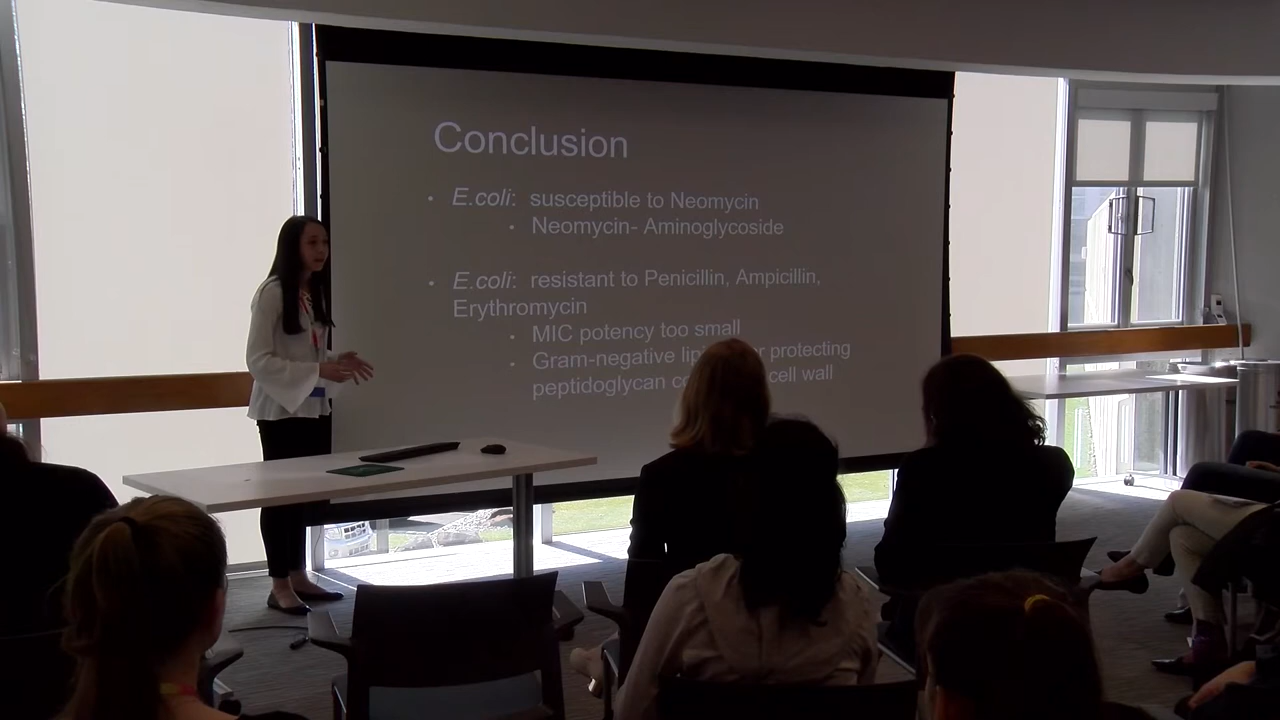 Conclusion
• E.coli: susceptible to Neomycin
• Neomycin- Aminoglycoside
• E.coli: resistant to Penicillin, Ampicillin,
Erythromycin
• MIC potency too small
• Gram-negative protecting
peptidoglycan cell wall